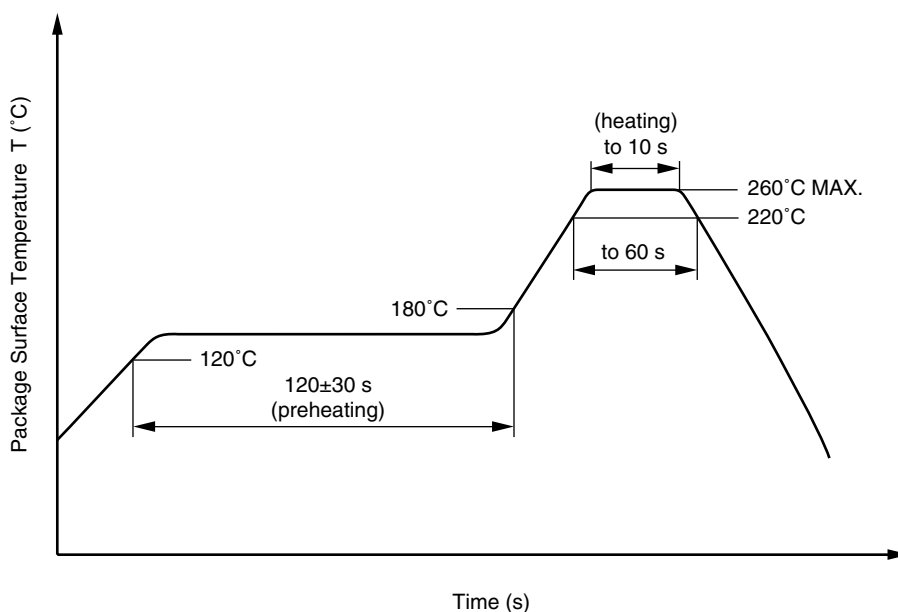 Package Surface Temperature T (˚C)
(heating)
to 10 s
260˚C MAX.
220˚C
to 60 s
180˚C
120˚C
120±30 s
(preheating)
Time (s)